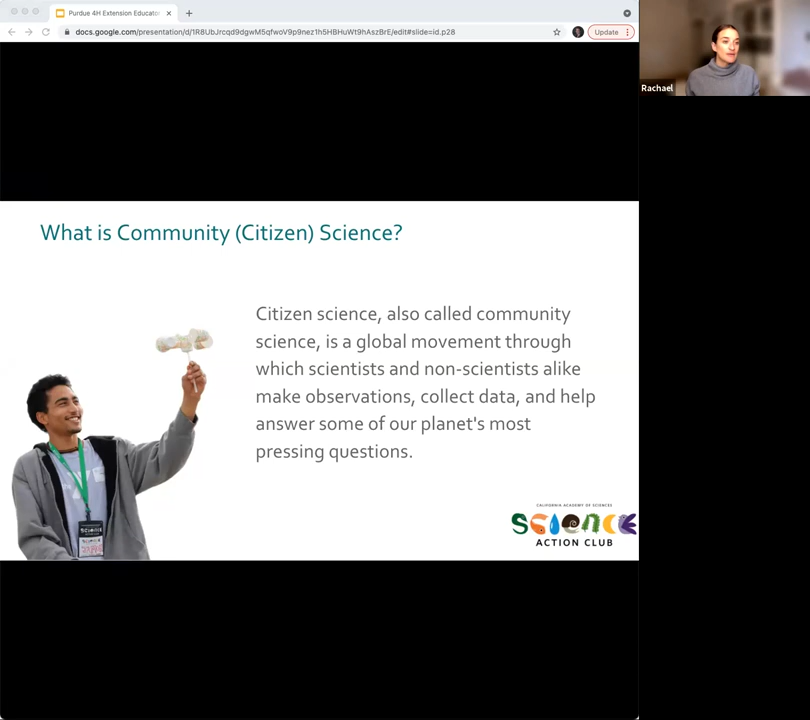 Purdue 4H Extension Educator
docs.google.com/presentation/d/1R8UbJrcqd9dgwM5qfwoV9p9nez1h5HBHuWt9hAszBrE/edit#slide=id.p28
Update
Rachael
What is Community (Citizen) Science?
Citizen science, also called community
science, is a global movement through
which scientists and non-scientists alike
make observations, collect data, and help
answer some of our planet's most
pressing questions.
CALIFORNIA ACADEMY OF SCIENCES
SCIENCE
ACTION CLUB